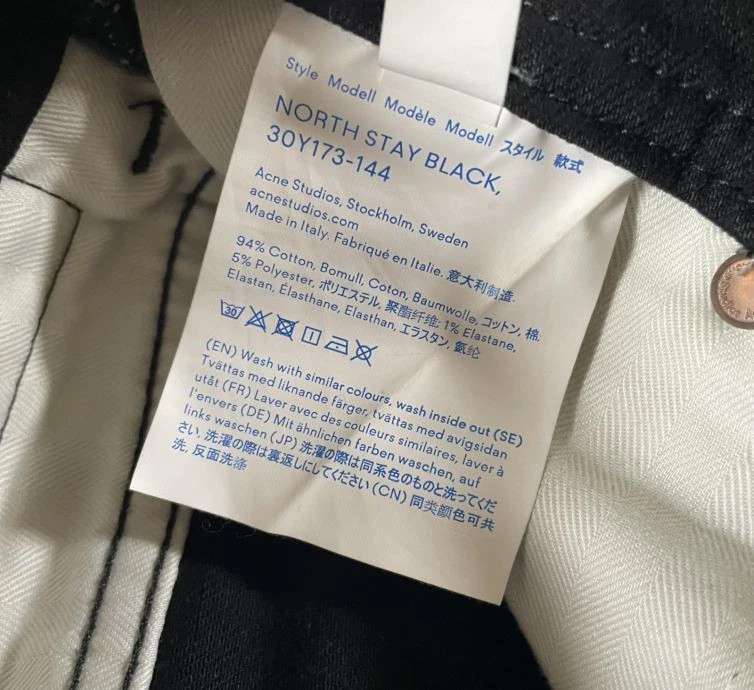 Style Modell Modèle Modell スタイル 款式
NORTH STAY BLACK,
30Y173-144
Acne Studios, Stockholm, Sweden
acnestudios.com
Made in Italy. Fabriqué en Italie. 意大利制造.
94% Cotton, Bomull, Coton, Baumwolle, コットン, 棉;
5% Polyester, ポリエステル, 聚酯纤维; 1% Elastane,
Elastan, Élasthane, Elasthan, エラスタン, 氨纶
30
(EN) Wash with similar colours, wash inside out (SE)
Tvättas med liknande färger, tvättas med avigsidan
utåt (FR) Laver avec des couleurs similaires, laver à
l'envers (DE) Mit ähnlichen farben waschen, auf
links waschen (JP) 洗濯の際は同系色のものと洗ってくだ
さい, 洗濯の際は裏返しにしてください (CN) 同类颜色可共
洗, 反面洗涤